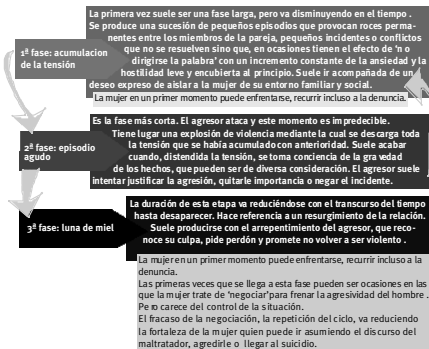 La primera vez suele ser una fase larga, pero va disminuyendo en el tiempo .
Se produce una sucesión de pequeños episodios que provocan roces perma-
nentes entre los miembros de la pareja, pequeños incidentes o conflictos
que no se resuelven sino que, en ocasiones tienen el efecto de ‘n o
dirigirse la palabra’ con un incremento constante de la ansiedad y la
hostilidad leve y encubierta al principio. Suele ir acompañada de un
deseo expreso de aislar a la mujer de su entorno familiar y social.
1ª fase: acumulacion
de la tensión
La mujer en un primer momento puede enfrentarse, recurrir incluso a la denuncia.
Es la fase más corta. El agresor ataca y este momento es impredecible.
Tiene lugar una explosión de violencia mediante la cual se descarga toda
la tensión que se había acumulado con anterioridad. Suele acabar
cuando, distendida la tensión, se toma conciencia de la gra vedad
de los hechos, que pueden ser de diversa consideración. El agresor suele
intentar justificar la agresión, quitarle importancia o negar el incidente.
2ª fase: episodio
agudo
La duración de esta etapa va reduciéndose con el transcurso del tiempo
hasta desaparecer. Hace referencia a un resurgimiento de la relación.
Suele producirse con el arrepentimiento del agresor, que reco-
noce su culpa, pide perdón y promete no volver a ser violento .
3ª fase: luna de miel
La mujer en un primer momento puede enfrentarse, recurrir incluso a la
denuncia.
Las primeras veces que se llega a esta fase pueden ser ocasiones en las
que la mujer trate de ‘negociar’ para frenar la agresividad del hombre .
Pe ro carece del control de la situación.
El fracaso de la negociación, la repetición del ciclo, va reduciendo
la fortaleza de la mujer quien puede ir asumiendo el discurso del
maltratador, agredirle o llegar al suicidio.